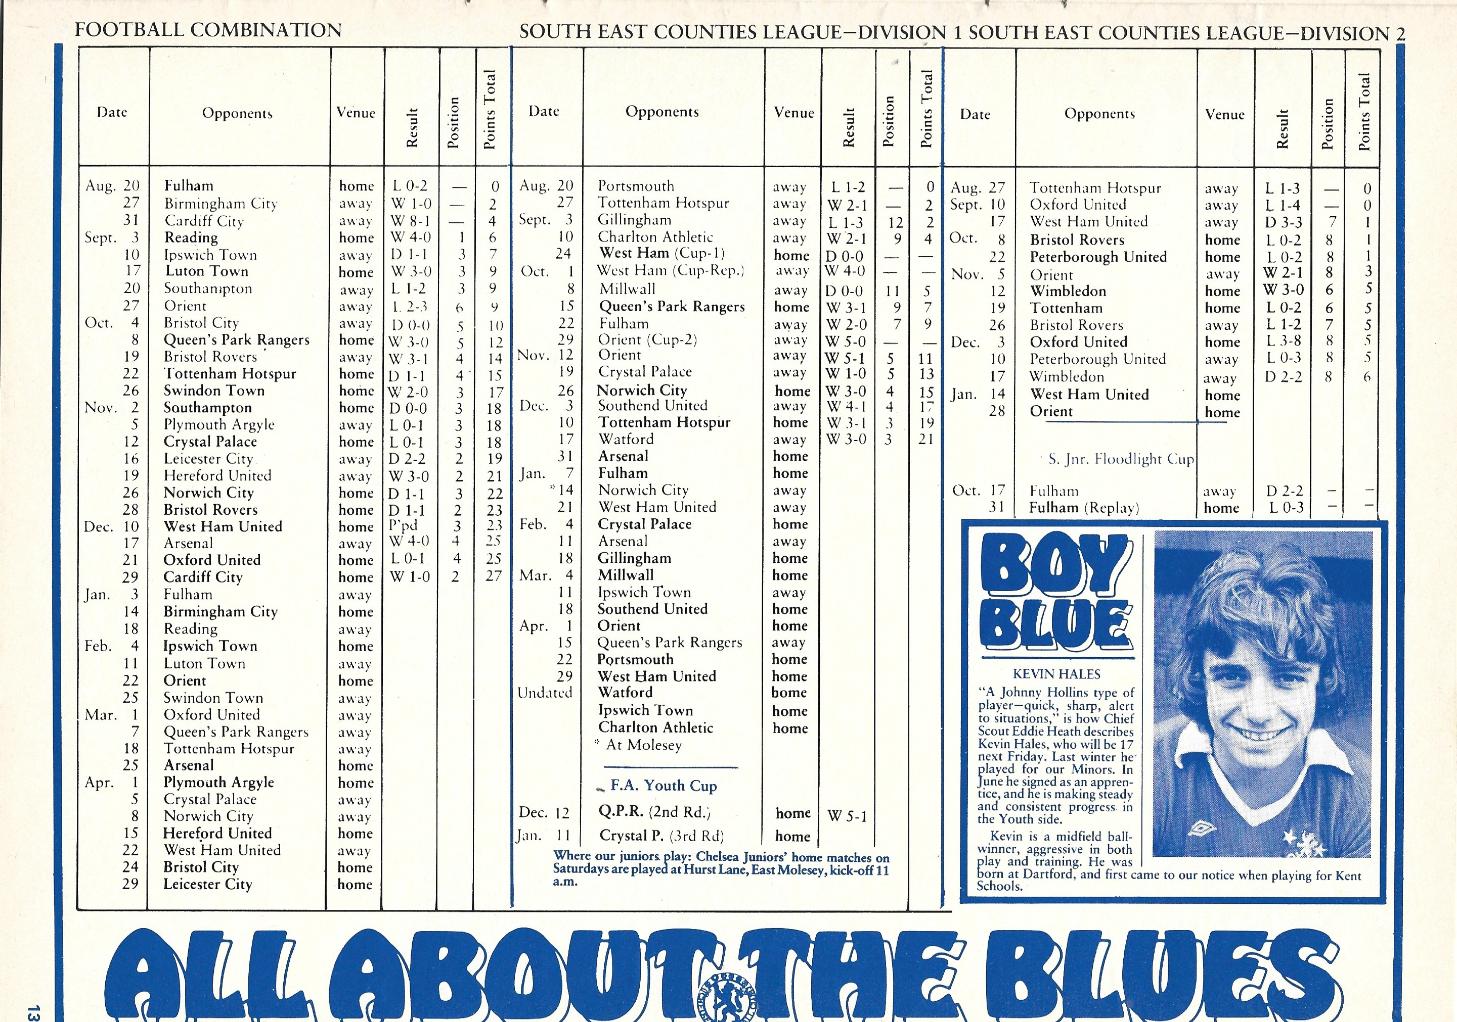 FOOTBALL COMBINATION
Date Opponents Venue Result Position Points Total
Aug. 20 Fulham home L 0-2 — 0
27 Birmingham City away W 1-0 — 2
31 Cardiff City away W 8-1 — 4
Sept. 3 Reading home W 4-0 1 6
10 Ipswich Town away D 1-1 3 7
17 Luton Town home W 3-0 3 9
20 Southampton away L 1-2 3 9
27 Orient away L 2-3 6 9
Oct. 4 Bristol City away D 0-0 5 10
8 Queen's Park Rangers home W 3-0 5 12
19 Bristol Rovers away W 3-1 4 14
22 Tottenham Hotspur home D 1-1 4 15
26 Swindon Town home W 2-0 3 17
Nov. 2 Southampton home D 0-0 3 18
5 Plymouth Argyle away L 0-1 3 18
12 Crystal Palace home L 0-1 3 18
16 Leicester City away D 2-2 2 19
19 Hereford United away W 3-0 2 21
26 Norwich City home D 1-1 3 22
28 Bristol Rovers home D 1-1 2 23
Dec. 10 West Ham United home P'pd 3 23
17 Arsenal away W 4-0 4 25
21 Oxford United home L 0-1 4 25
29 Cardiff City home W 1-0 2 27
Jan. 3 Fulham away
14 Birmingham City home
18 Reading away
Feb. 4 Ipswich Town home
11 Luton Town away
22 Orient home
25 Swindon Town away
Mar. 1 Oxford United away
7 Queen's Park Rangers away
18 Tottenham Hotspur away
25 Arsenal home
Apr. 1 Plymouth Argyle home
5 Crystal Palace away
8 Norwich City away
15 Hereford United home
22 West Ham United away
24 Bristol City home
29 Leicester City home
SOUTH EAST COUNTIES LEAGUE—DIVISION 1
Date Opponents Venue Result Position Points Total
Aug. 20 Portsmouth away L 1-2 — 0
27 Tottenham Hotspur away W 2-1 — 2
Sept. 3 Gillingham away L 1-3 12 2
10 Charlton Athletic away W 2-1 9 4
24 West Ham (Cup-1) home D 0-0 — —
Oct. 1 West Ham (Cup-Rep.) away W 4-0 — —
8 Millwall away D 0-0 11 5
15 Queen's Park Rangers home W 3-1 9 7
22 Fulham away W 2-0 7 9
29 Orient (Cup-2) away W 5-0 — —
Nov. 12 Orient away W 5-1 5 11
19 Crystal Palace away W 1-0 5 13
26 Norwich City home W 3-0 4 15
Dec. 3 Southend United away W 4-1 4 17
10 Tottenham Hotspur home W 3-1 3 19
17 Watford away W 3-0 3 21
31 Arsenal home
Jan. 7 Fulham home
*14 Norwich City away
21 West Ham United away
Feb. 4 Crystal Palace home
11 Arsenal away
18 Gillingham home
Mar. 4 Millwall home
11 Ipswich Town away
18 Southend United home
Apr. 1 Orient home
15 Queen's Park Rangers away
22 Portsmouth home
29 West Ham United home
Undated Watford home
Ipswich Town home
Charlton Athletic home
* At Molesey
F.A. Youth Cup
Dec. 12 Q.P.R. (2nd Rd.) home W 5-1
Jan. 11 Crystal P. (3rd Rd) home
Where our juniors play: Chelsea Juniors' home matches on
Saturdays are played at Hurst Lane, East Molesey, kick-off 11
a.m.
SOUTH EAST COUNTIES LEAGUE—DIVISION 2
Date Opponents Venue Result Position Points Total
Aug. 27 Tottenham Hotspur away L 1-3 — 0
Sept. 10 Oxford United away L 1-4 — 0
17 West Ham United away D 3-3 7 1
Oct. 8 Bristol Rovers home L 0-2 8 1
22 Peterborough United home L 0-2 8 1
Nov. 5 Orient away W 2-1 8 3
12 Wimbledon home W 3-0 6 5
19 Tottenham home L 0-2 6 5
26 Bristol Rovers away L 1-2 7 5
Dec. 3 Oxford United home L 3-8 8 5
10 Peterborough United away L 0-3 8 5
17 Wimbledon away D 2-2 8 6
Jan. 14 West Ham United home
28 Orient home
S. Jnr. Floodlight Cup
Oct. 17 Fulham away D 2-2 – –
31 Fulham (Replay) home L 0-3 – –
BOY
BLUE
KEVIN HALES
"A Johnny Hollins type of
player—quick, sharp, alert
to situations," is how Chief
Scout Eddie Heath describes
Kevin Hales, who will be 17
next Friday. Last winter he
played for our Minors. In
June he signed as an appren-
tice, and he is making steady
and consistent progress in
the Youth side.
Kevin is a midfield ball-
winner, aggressive in both
play and training. He was
born at Dartford, and first came to our notice when playing for Kent
Schools.
ALL ABOUT THE BLUES
13